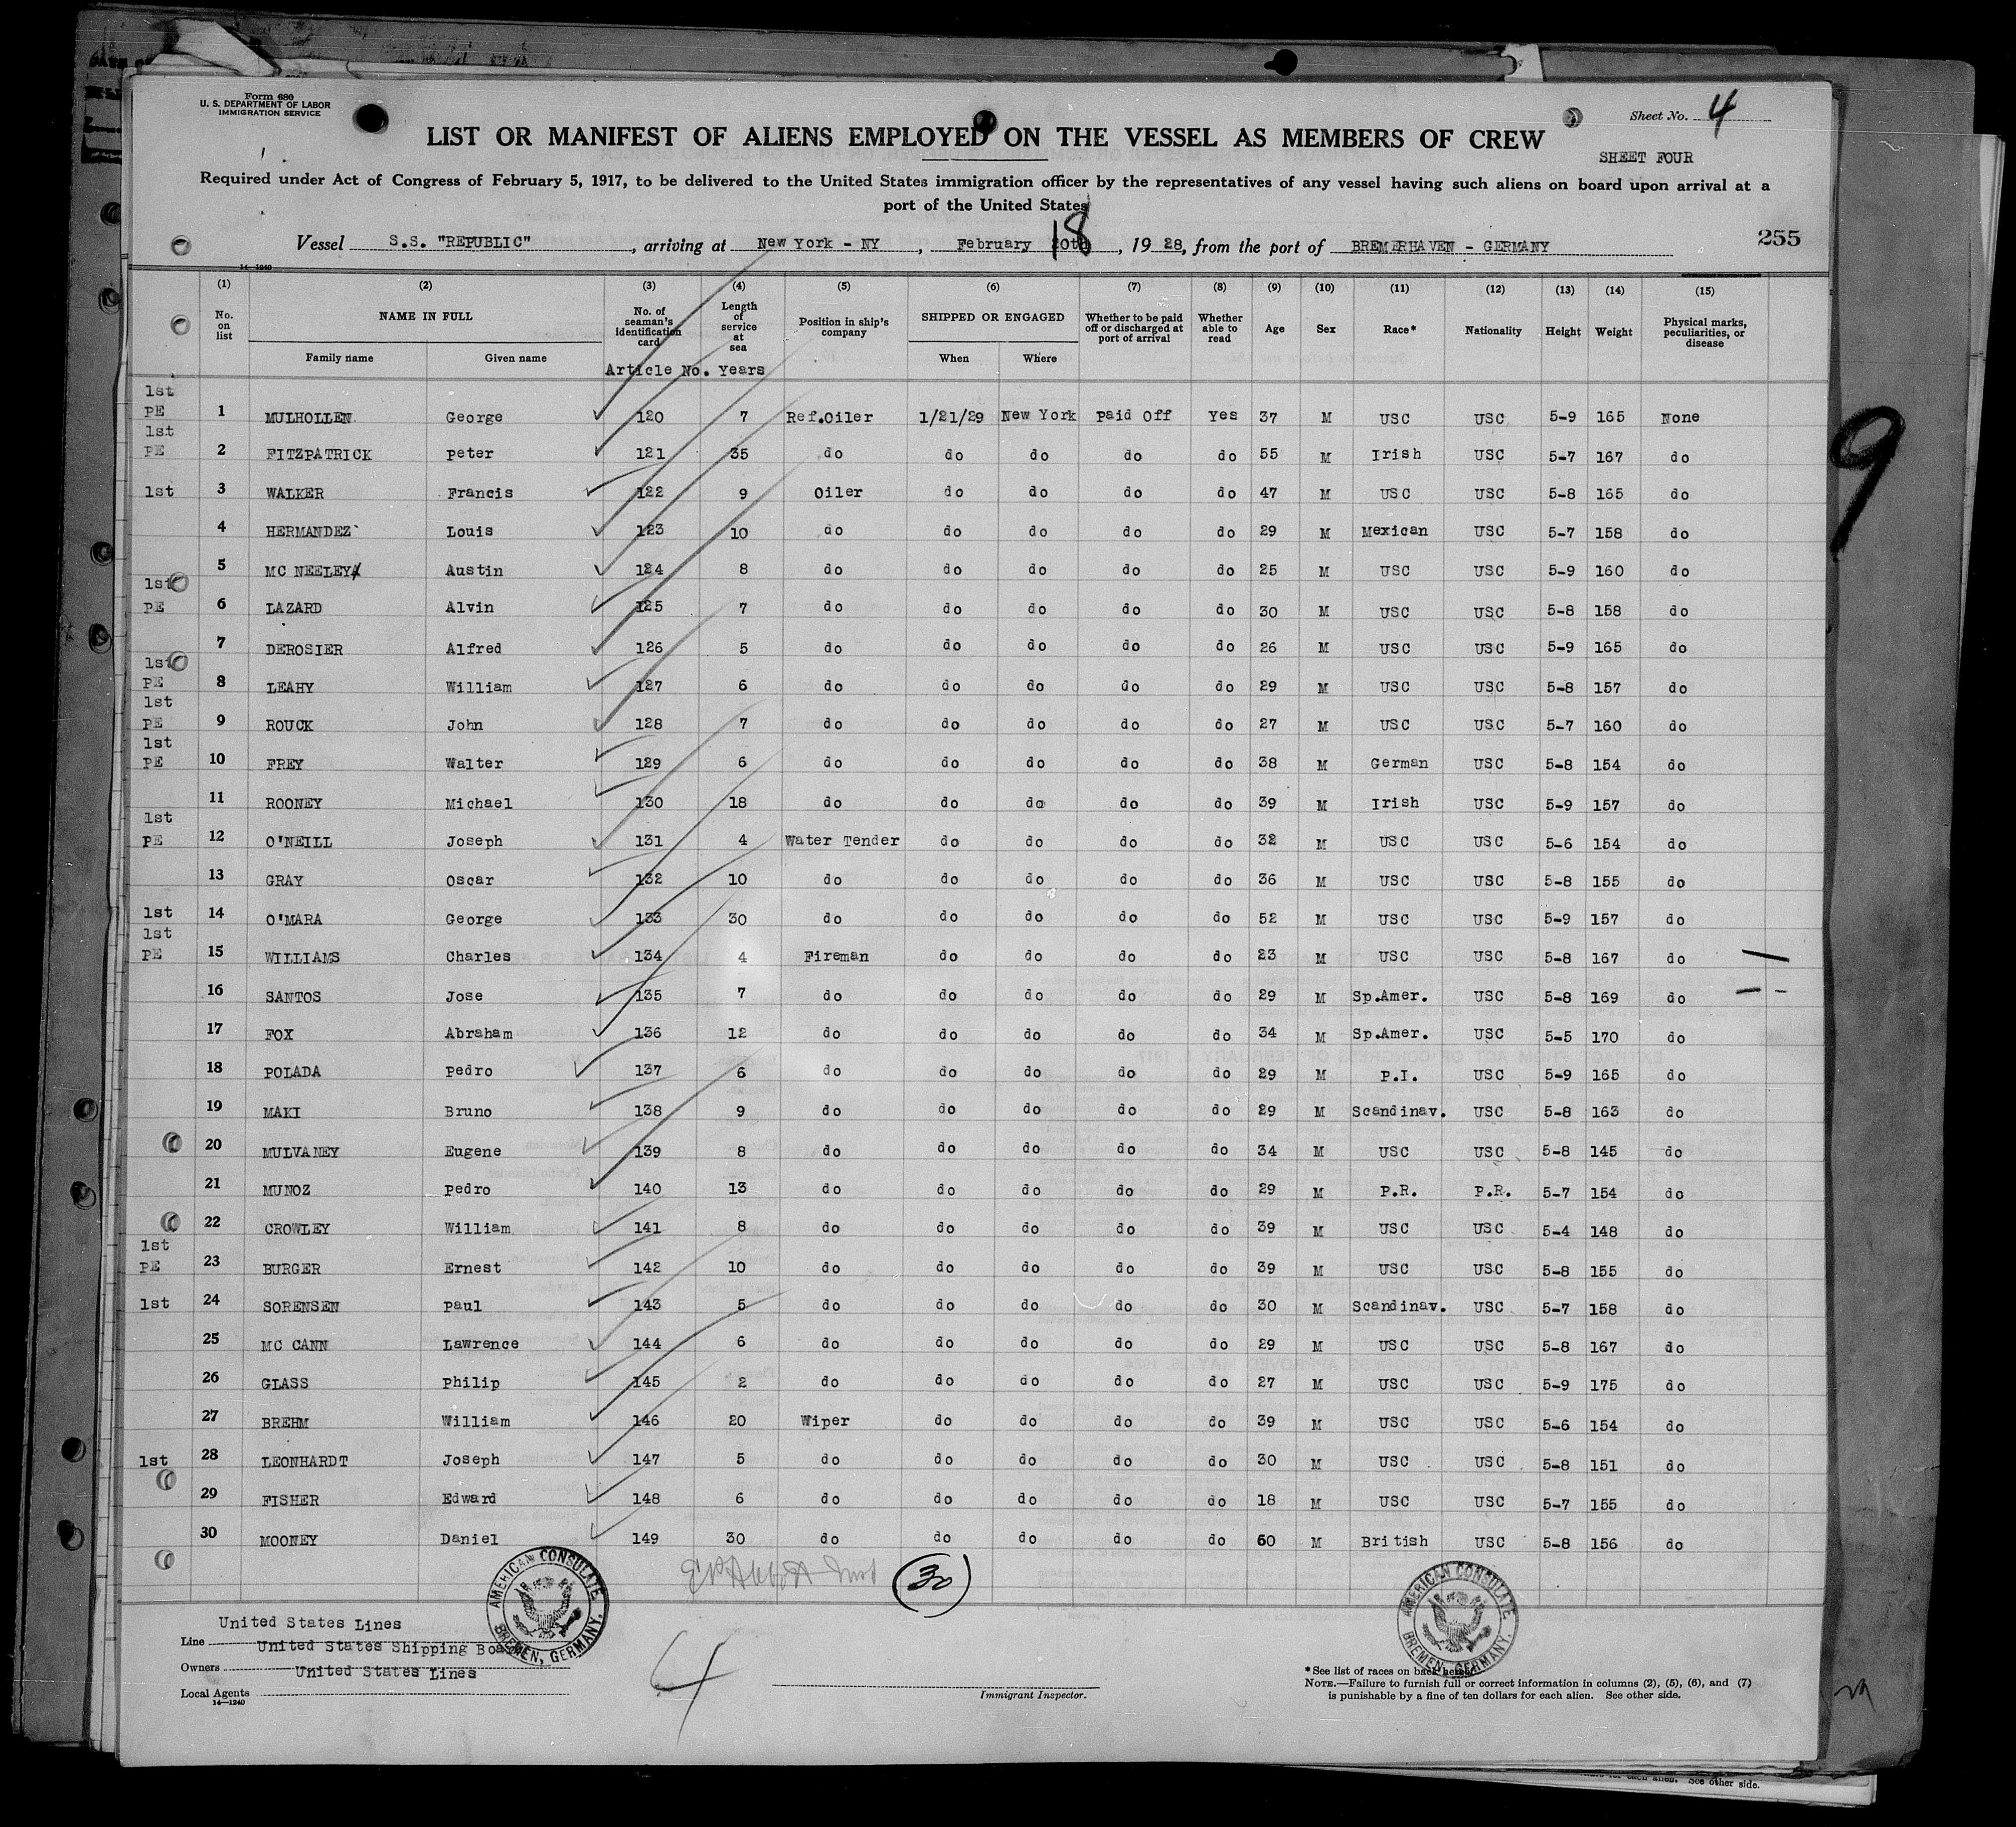 Form 680
U. S. DEPARTMENT OF LABOR
IMMIGRATION SERVICE
Sheet No. 4
LIST OR MANIFEST OF ALIENS EMPLOYED ON THE VESSEL AS MEMBERS OF CREW
SHEET FOUR
Required under Act of Congress of February 5, 1917, to be delivered to the United States immigration officer by the representatives of any vessel having such aliens on board upon arrival at a
port of the United States
Vessel S.S. "REPUBLIC", arriving at New York - NY, February 20th 18, 1928, from the port of BREMERHAVEN - GERMANY 255
14-1240
(1) (2) (3) (4) (5) (6) (7) (8) (9) (10) (11) (12) (13) (14) (15)
No. on list NAME IN FULL Family name Given name No. of seaman's identification card Length of service at sea Position in ship's company SHIPPED OR ENGAGED When Where Whether to be paid off or discharged at port of arrival Whether able to read Age Sex Race* Nationality Height Weight Physical marks, peculiarities, or disease
Article No. Years
1st PE 1 MULHOLLEN George 120 7 Ref.Oiler 1/21/29 New York Paid Off Yes 37 M USC USC 5-9 165 None
1st PE 2 FITZPATRICK Peter 121 35 do do do do do 55 M Irish USC 5-7 167 do
1st 3 WALKER Francis 122 9 Oiler do do do do 47 M USC USC 5-8 165 do
4 HERMANDEZ Louis 123 10 do do do do do 29 M Mexican USC 5-7 158 do
5 MC NEELEY Austin 124 8 do do do do do 25 M USC USC 5-9 160 do
1st PE 6 LAZARD Alvin 125 7 do do do do do 30 M USC USC 5-8 158 do
7 DEROSIER Alfred 126 5 do do do do do 26 M USC USC 5-9 165 do
1st PE 8 LEAHY William 127 6 do do do do do 29 M USC USC 5-8 157 do
1st PE 9 ROUCK John 128 7 do do do do do 27 M USC USC 5-7 160 do
1st PE 10 FREY Walter 129 6 do do do do do 38 M German USC 5-8 154 do
11 ROONEY Michael 130 18 do do do do do 39 M Irish USC 5-9 157 do
1st PE 12 O'NEILL Joseph 131 4 Water Tender do do do do 32 M USC USC 5-6 154 do
13 GRAY Oscar 132 10 do do do do do 36 M USC USC 5-8 155 do
1st 14 O'MARA George 133 30 do do do do do 52 M USC USC 5-9 157 do
1st PE 15 WILLIAMS Charles 134 4 Fireman do do do do 23 M USC USC 5-8 167 do
16 SANTOS Jose 135 7 do do do do do 29 M Sp.Amer. USC 5-8 169 do
17 FOX Abraham 136 12 do do do do do 34 M Sp.Amer. USC 5-5 170 do
18 POLADA Pedro 137 6 do do do do do 29 M P.I. USC 5-9 165 do
19 MAKI Bruno 138 9 do do do do do 29 M Scandinav. USC 5-8 163 do
20 MULVANEY Eugene 139 8 do do do do do 34 M USC USC 5-8 145 do
21 MUNOZ Pedro 140 13 do do do do do 29 M P.R. P.R. 5-7 154 do
22 CROWLEY William 141 8 do do do do do 39 M USC USC 5-4 148 do
1st PE 23 BURGER Ernest 142 10 do do do do do 39 M USC USC 5-8 155 do
1st 24 SORENSEN Paul 143 5 do do do do do 30 M Scandinav. USC 5-7 158 do
25 MC CANN Lawrence 144 6 do do do do do 29 M USC USC 5-8 167 do
26 GLASS Philip 145 2 do do do do do 27 M USC USC 5-9 175 do
27 BREHM William 146 20 Wiper do do do do 39 M USC USC 5-6 154 do
1st 28 LEONHARDT Joseph 147 5 do do do do do 30 M USC USC 5-8 151 do
29 FISHER Edward 148 6 do do do do do 18 M USC USC 5-7 155 do
30 MOONEY Daniel 149 30 do do do do do 60 M British USC 5-8 156 do
9
30
AMERICAN CONSULATE BREMEN, GERMANY.
AMERICAN CONSULATE BREMEN, GERMANY.
United States Lines
Line United States Shipping Board
Owners United States Lines
Local Agents
14-1240
4
Immigrant Inspector.
*See list of races on back hereof.
NOTE.—Failure to furnish full or correct information in columns (2), (5), (6), and (7)
is punishable by a fine of ten dollars for each alien. See other side.
See other side.